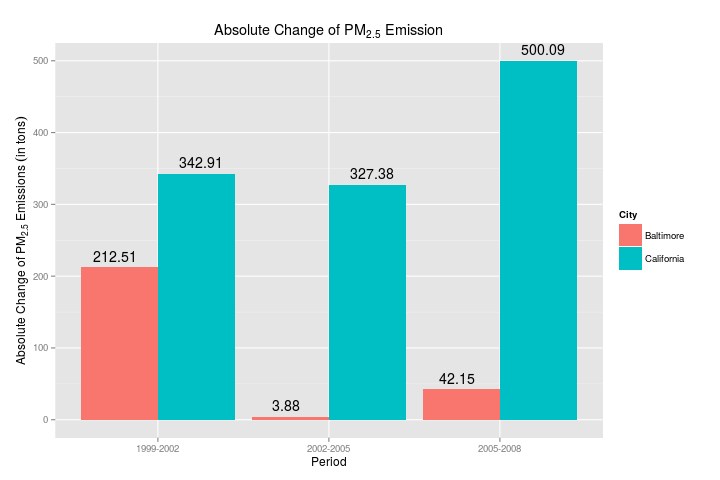 Absolute Change of PM2.5 Emission
Absolute Change of PM2.5 Emissions (in tons)
500
400
300
200
100
0
212.51
342.91
3.88
327.38
42.15
500.09
1999-2002
2002-2005
2005-2008
Period
City
Baltimore
California